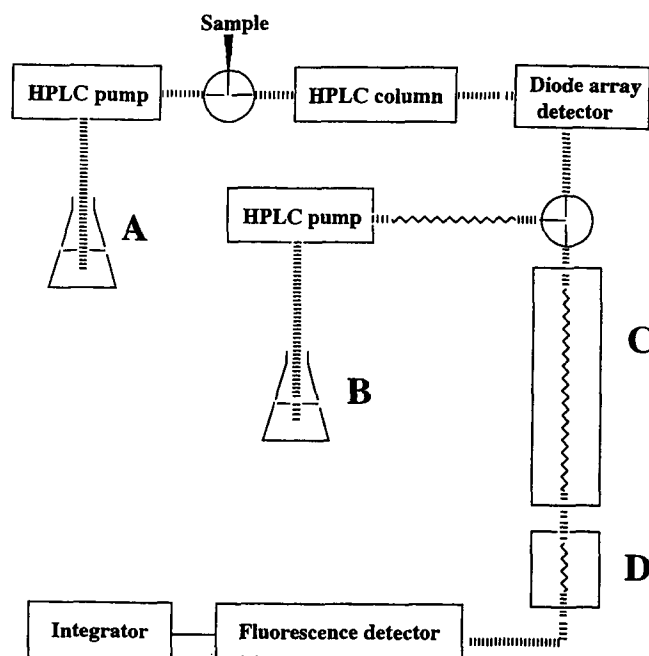 Sample
HPLC pump
HPLC column
Diode array
detector
A
HPLC pump
B
C
D
Integrator
Fluorescence detector